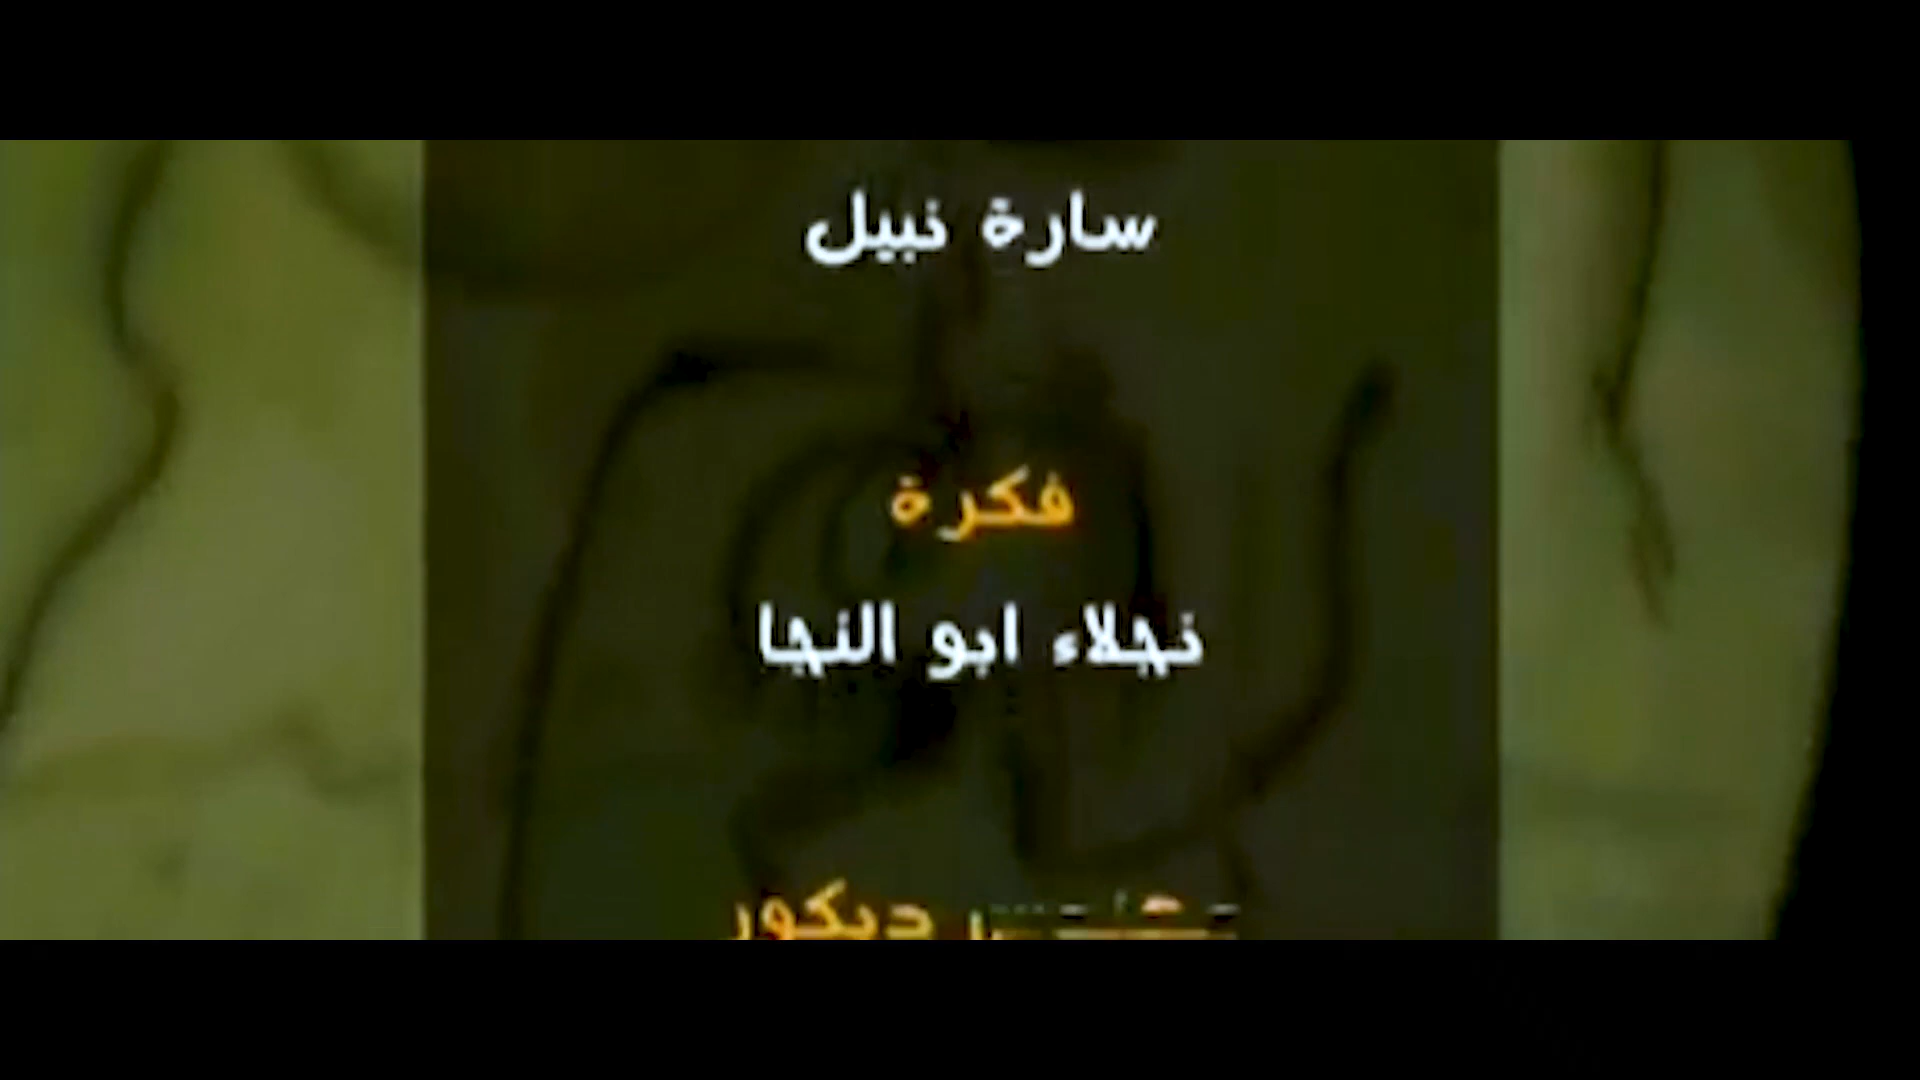 سارة نبيل
فكرة
نجلاء ابو النجا
ديكور